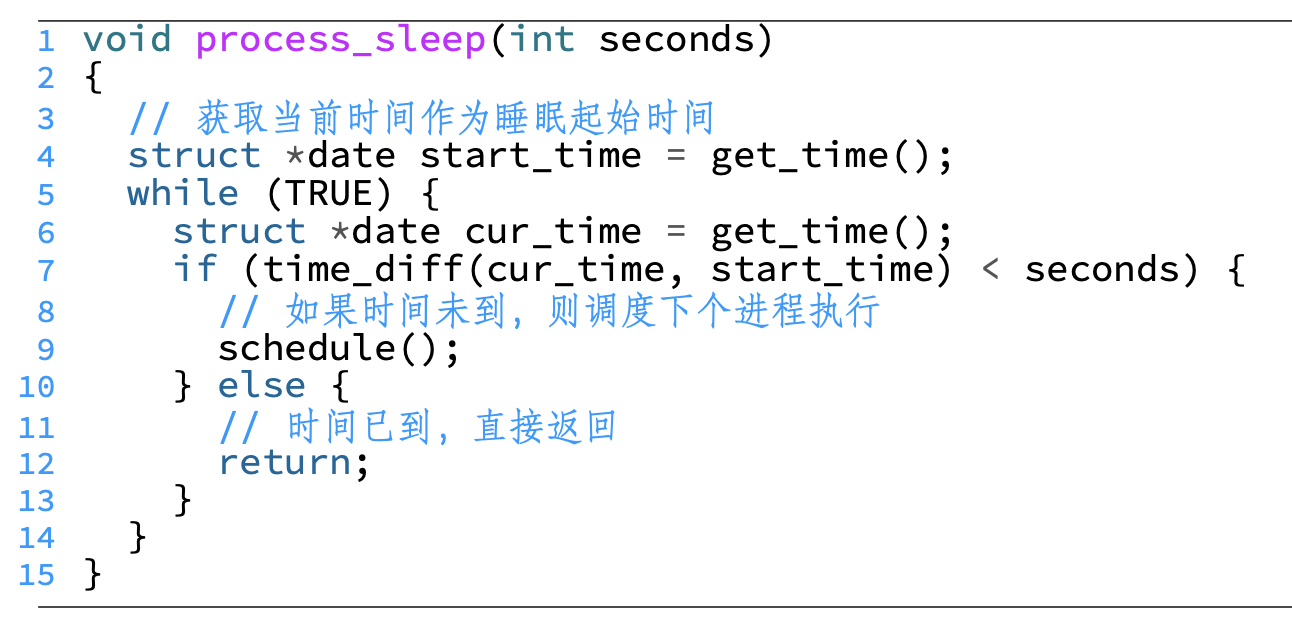 1 void process_sleep(int seconds)
2 {
3   // 获取当前时间作为睡眠起始时间
4   struct *date start_time = get_time();
5   while (TRUE) {
6     struct *date cur_time = get_time();
7     if (time_diff(cur_time, start_time) < seconds) {
8       // 如果时间未到，则调度下个进程执行
9       schedule();
10     } else {
11       // 时间已到，直接返回
12       return;
13     }
14   }
15 }